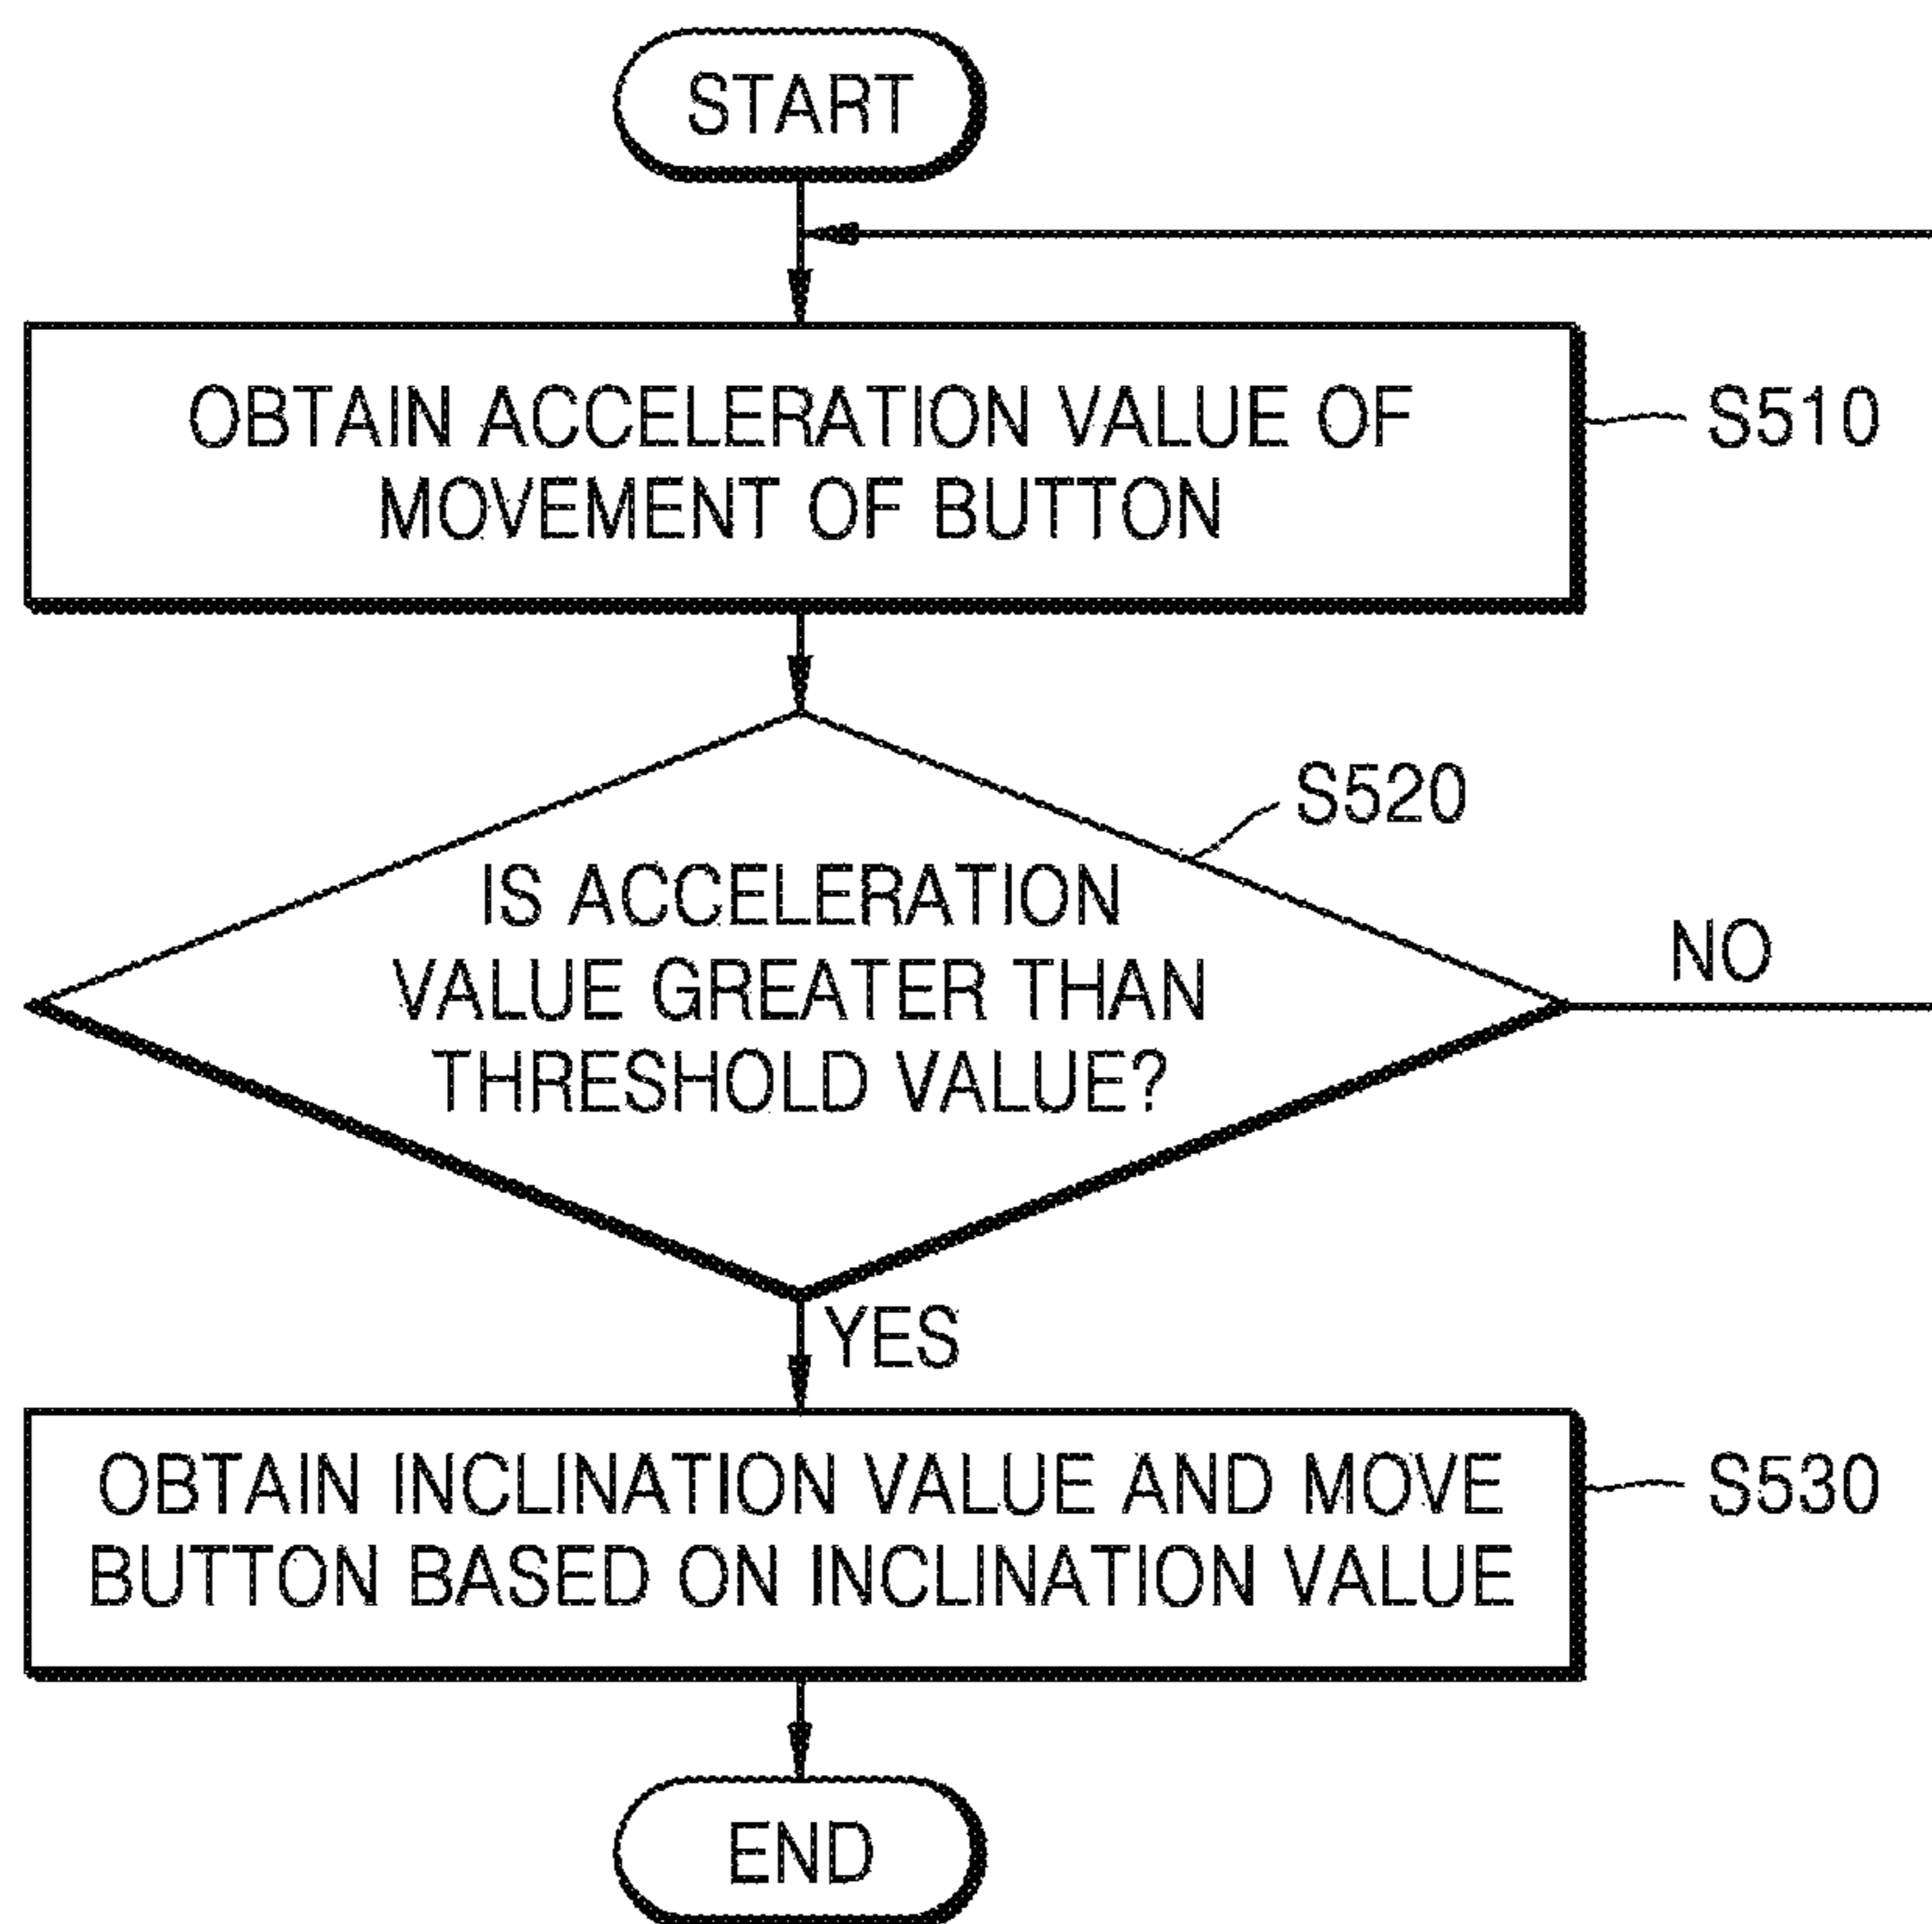 START
OBTAIN ACCELERATION VALUE OF
MOVEMENT OF BUTTON
S510
S520
IS ACCELERATION
VALUE GREATER THAN
THRESHOLD VALUE?
NO
YES
OBTAIN INCLINATION VALUE AND MOVE
BUTTON BASED ON INCLINATION VALUE
S530
END